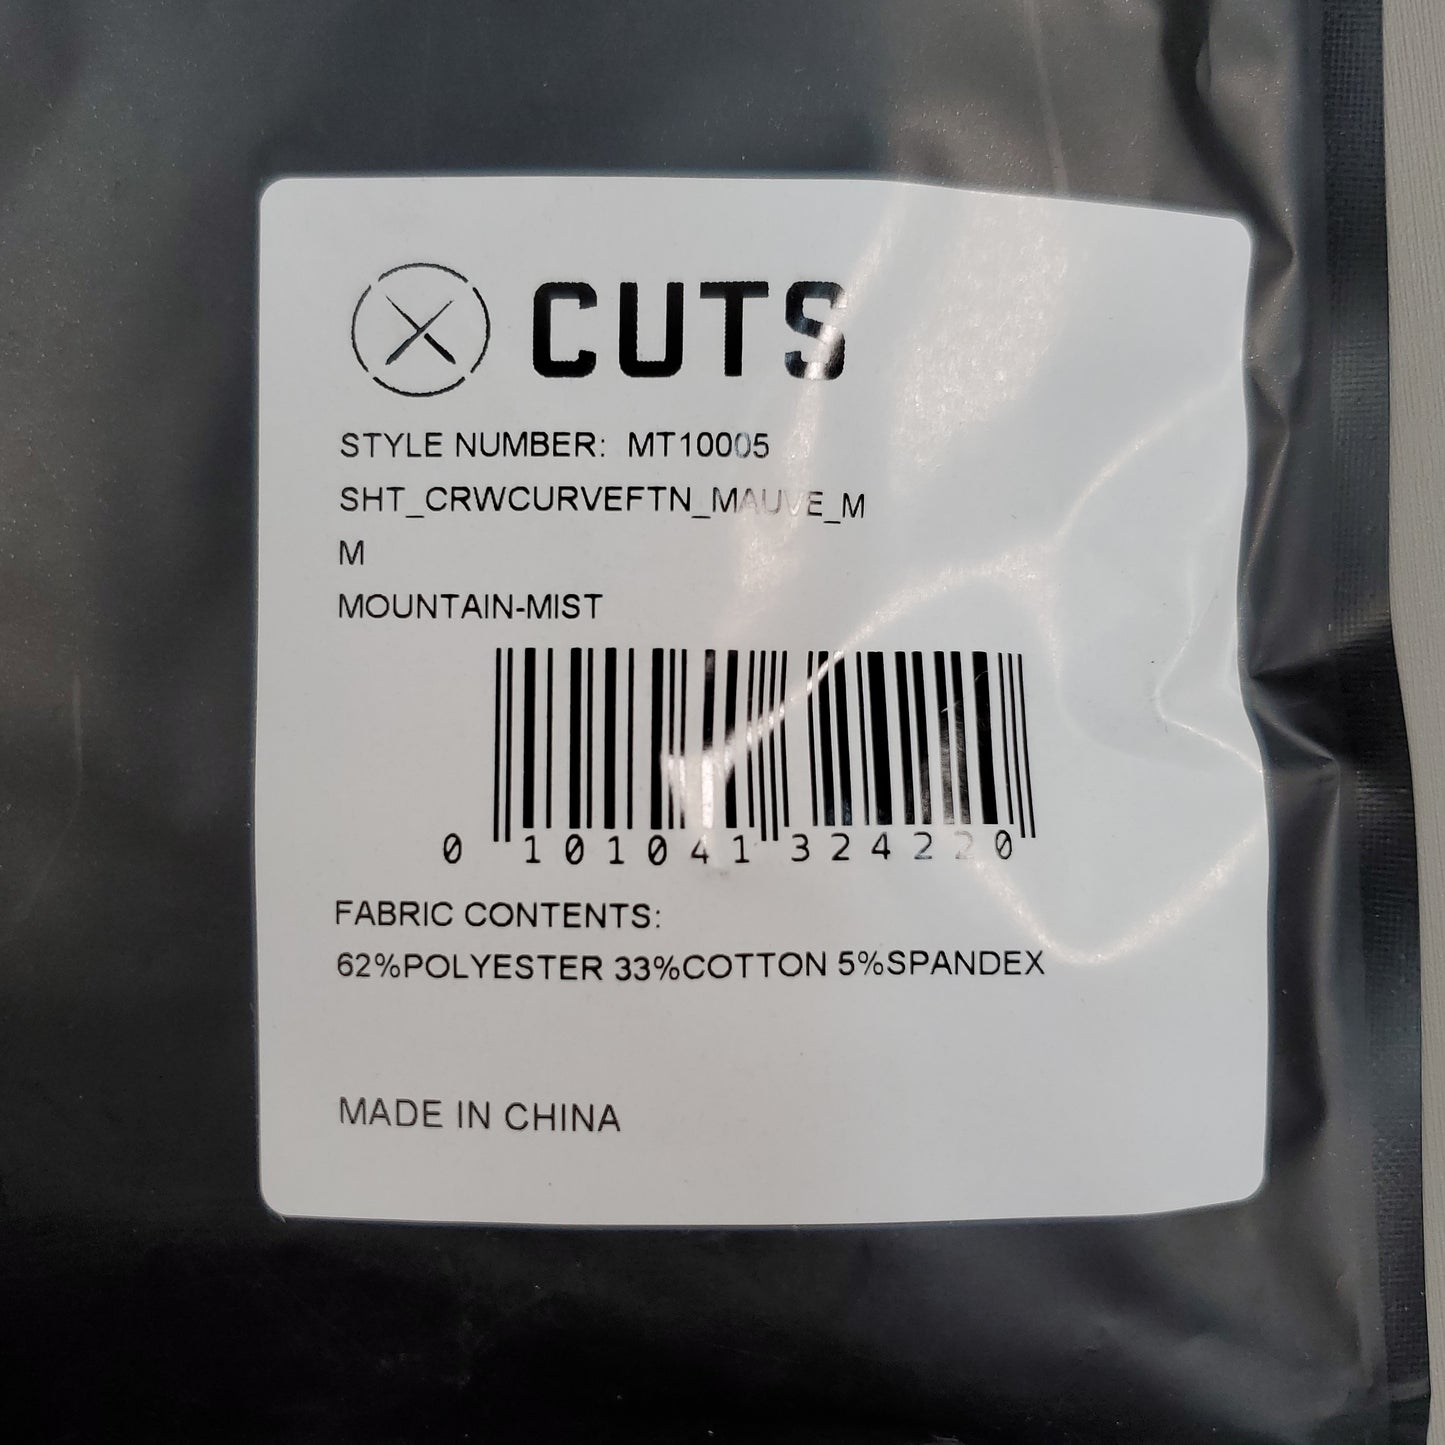 CUTS
STYLE NUMBER: MT10005
SHT_CRWCURVEFTN_MAUVE_M
M
MOUNTAIN-MIST
0 101041 324220
FABRIC CONTENTS:
62%POLYESTER 33%COTTON 5%SPANDEX
MADE IN CHINA